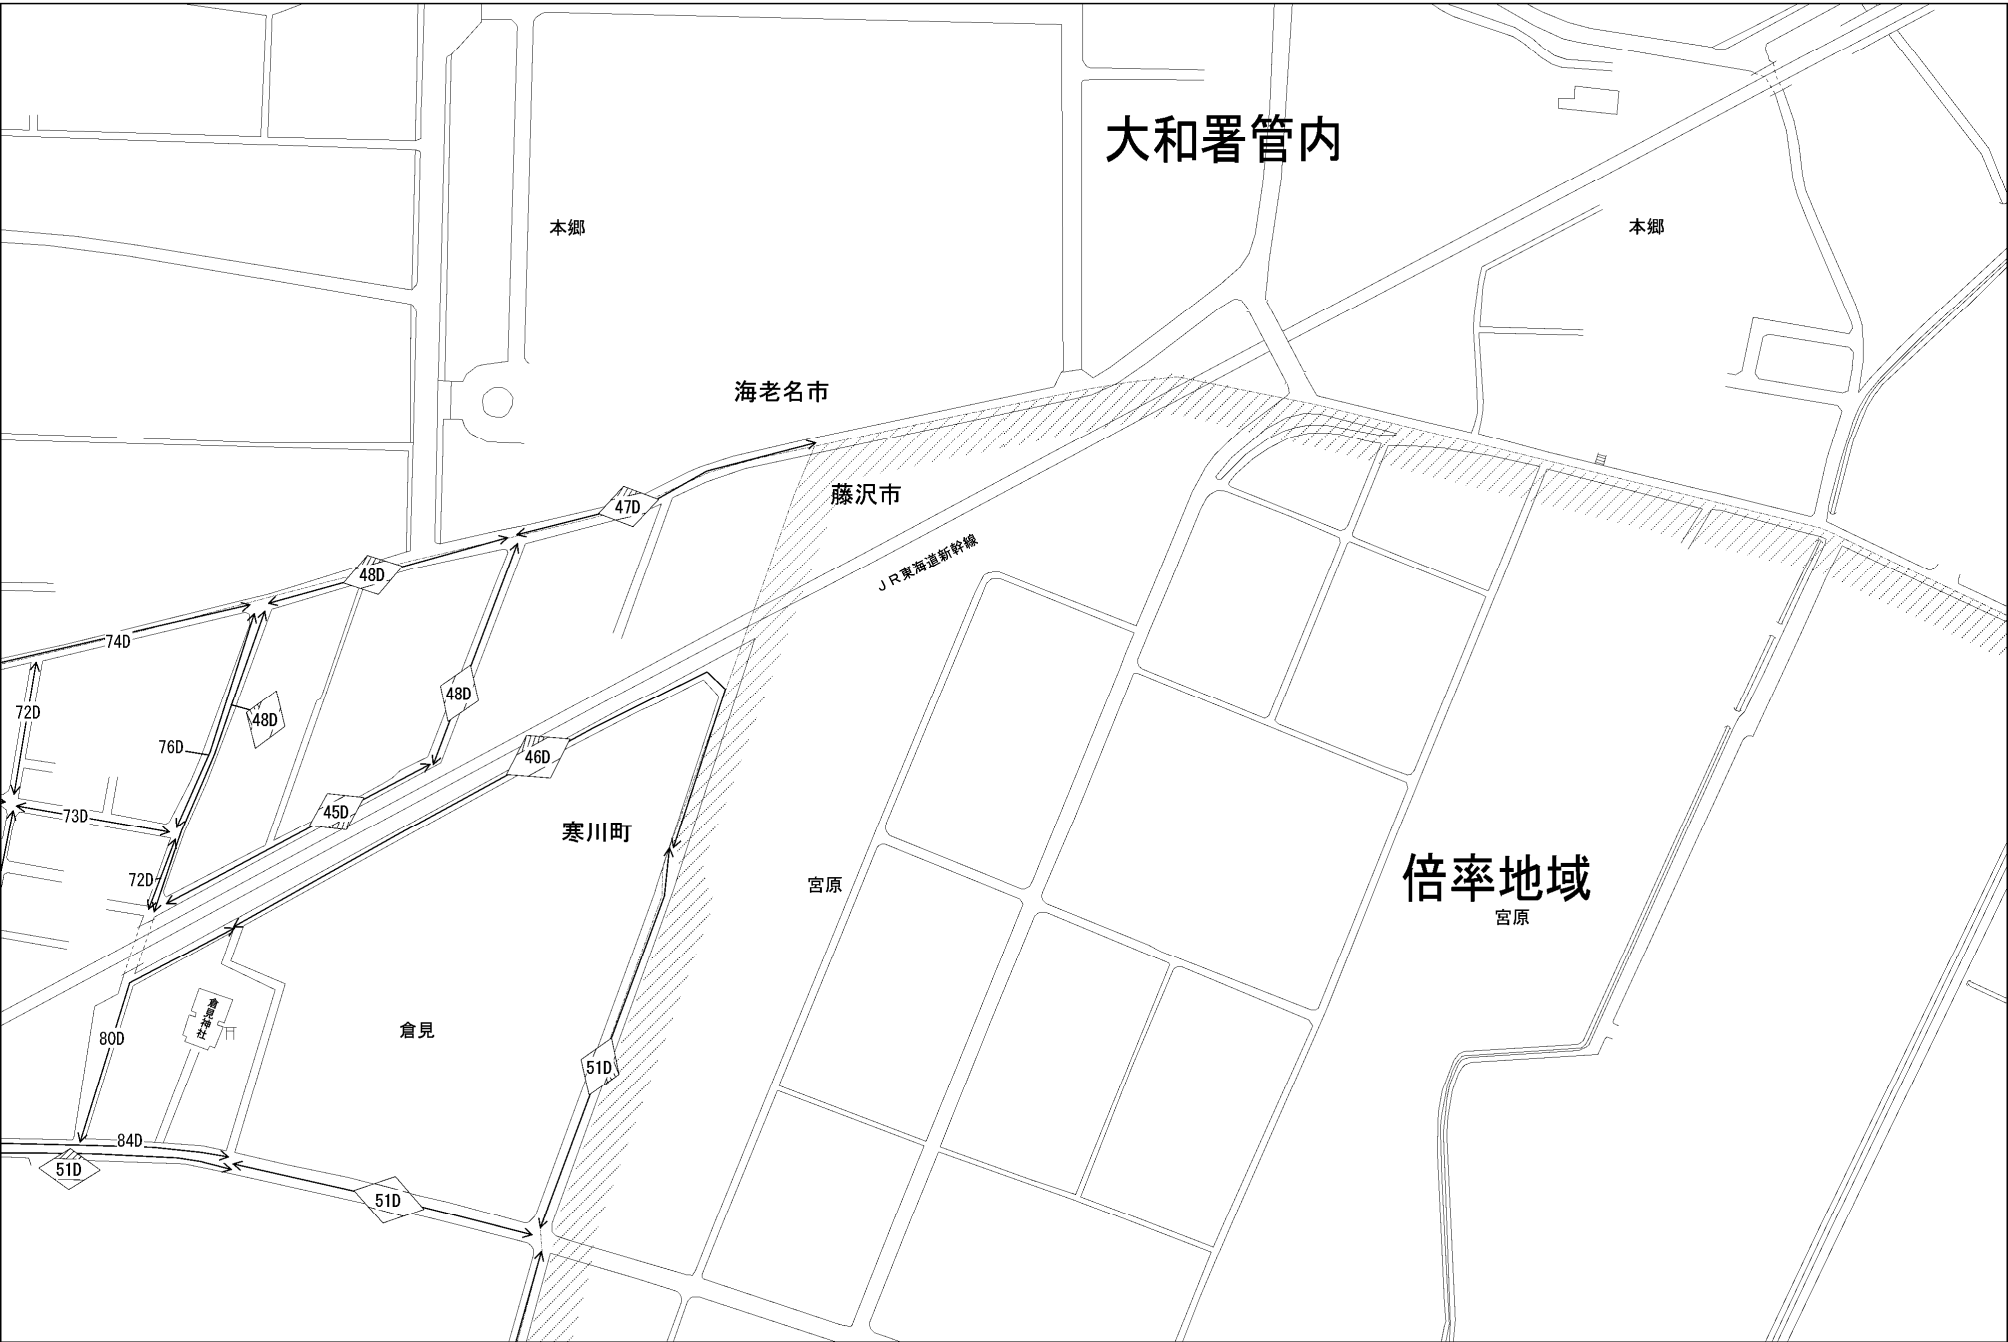 大和署管内
本郷
本郷
海老名市
藤沢市
47D
ＪＲ東海道新幹線
48D
74D
48D
72D
48D
76D
46D
45D
73D
寒川町
72D
宮原
倍率地域
宮原
倉見神社
倉見
80D
51D
84D
51D
51D